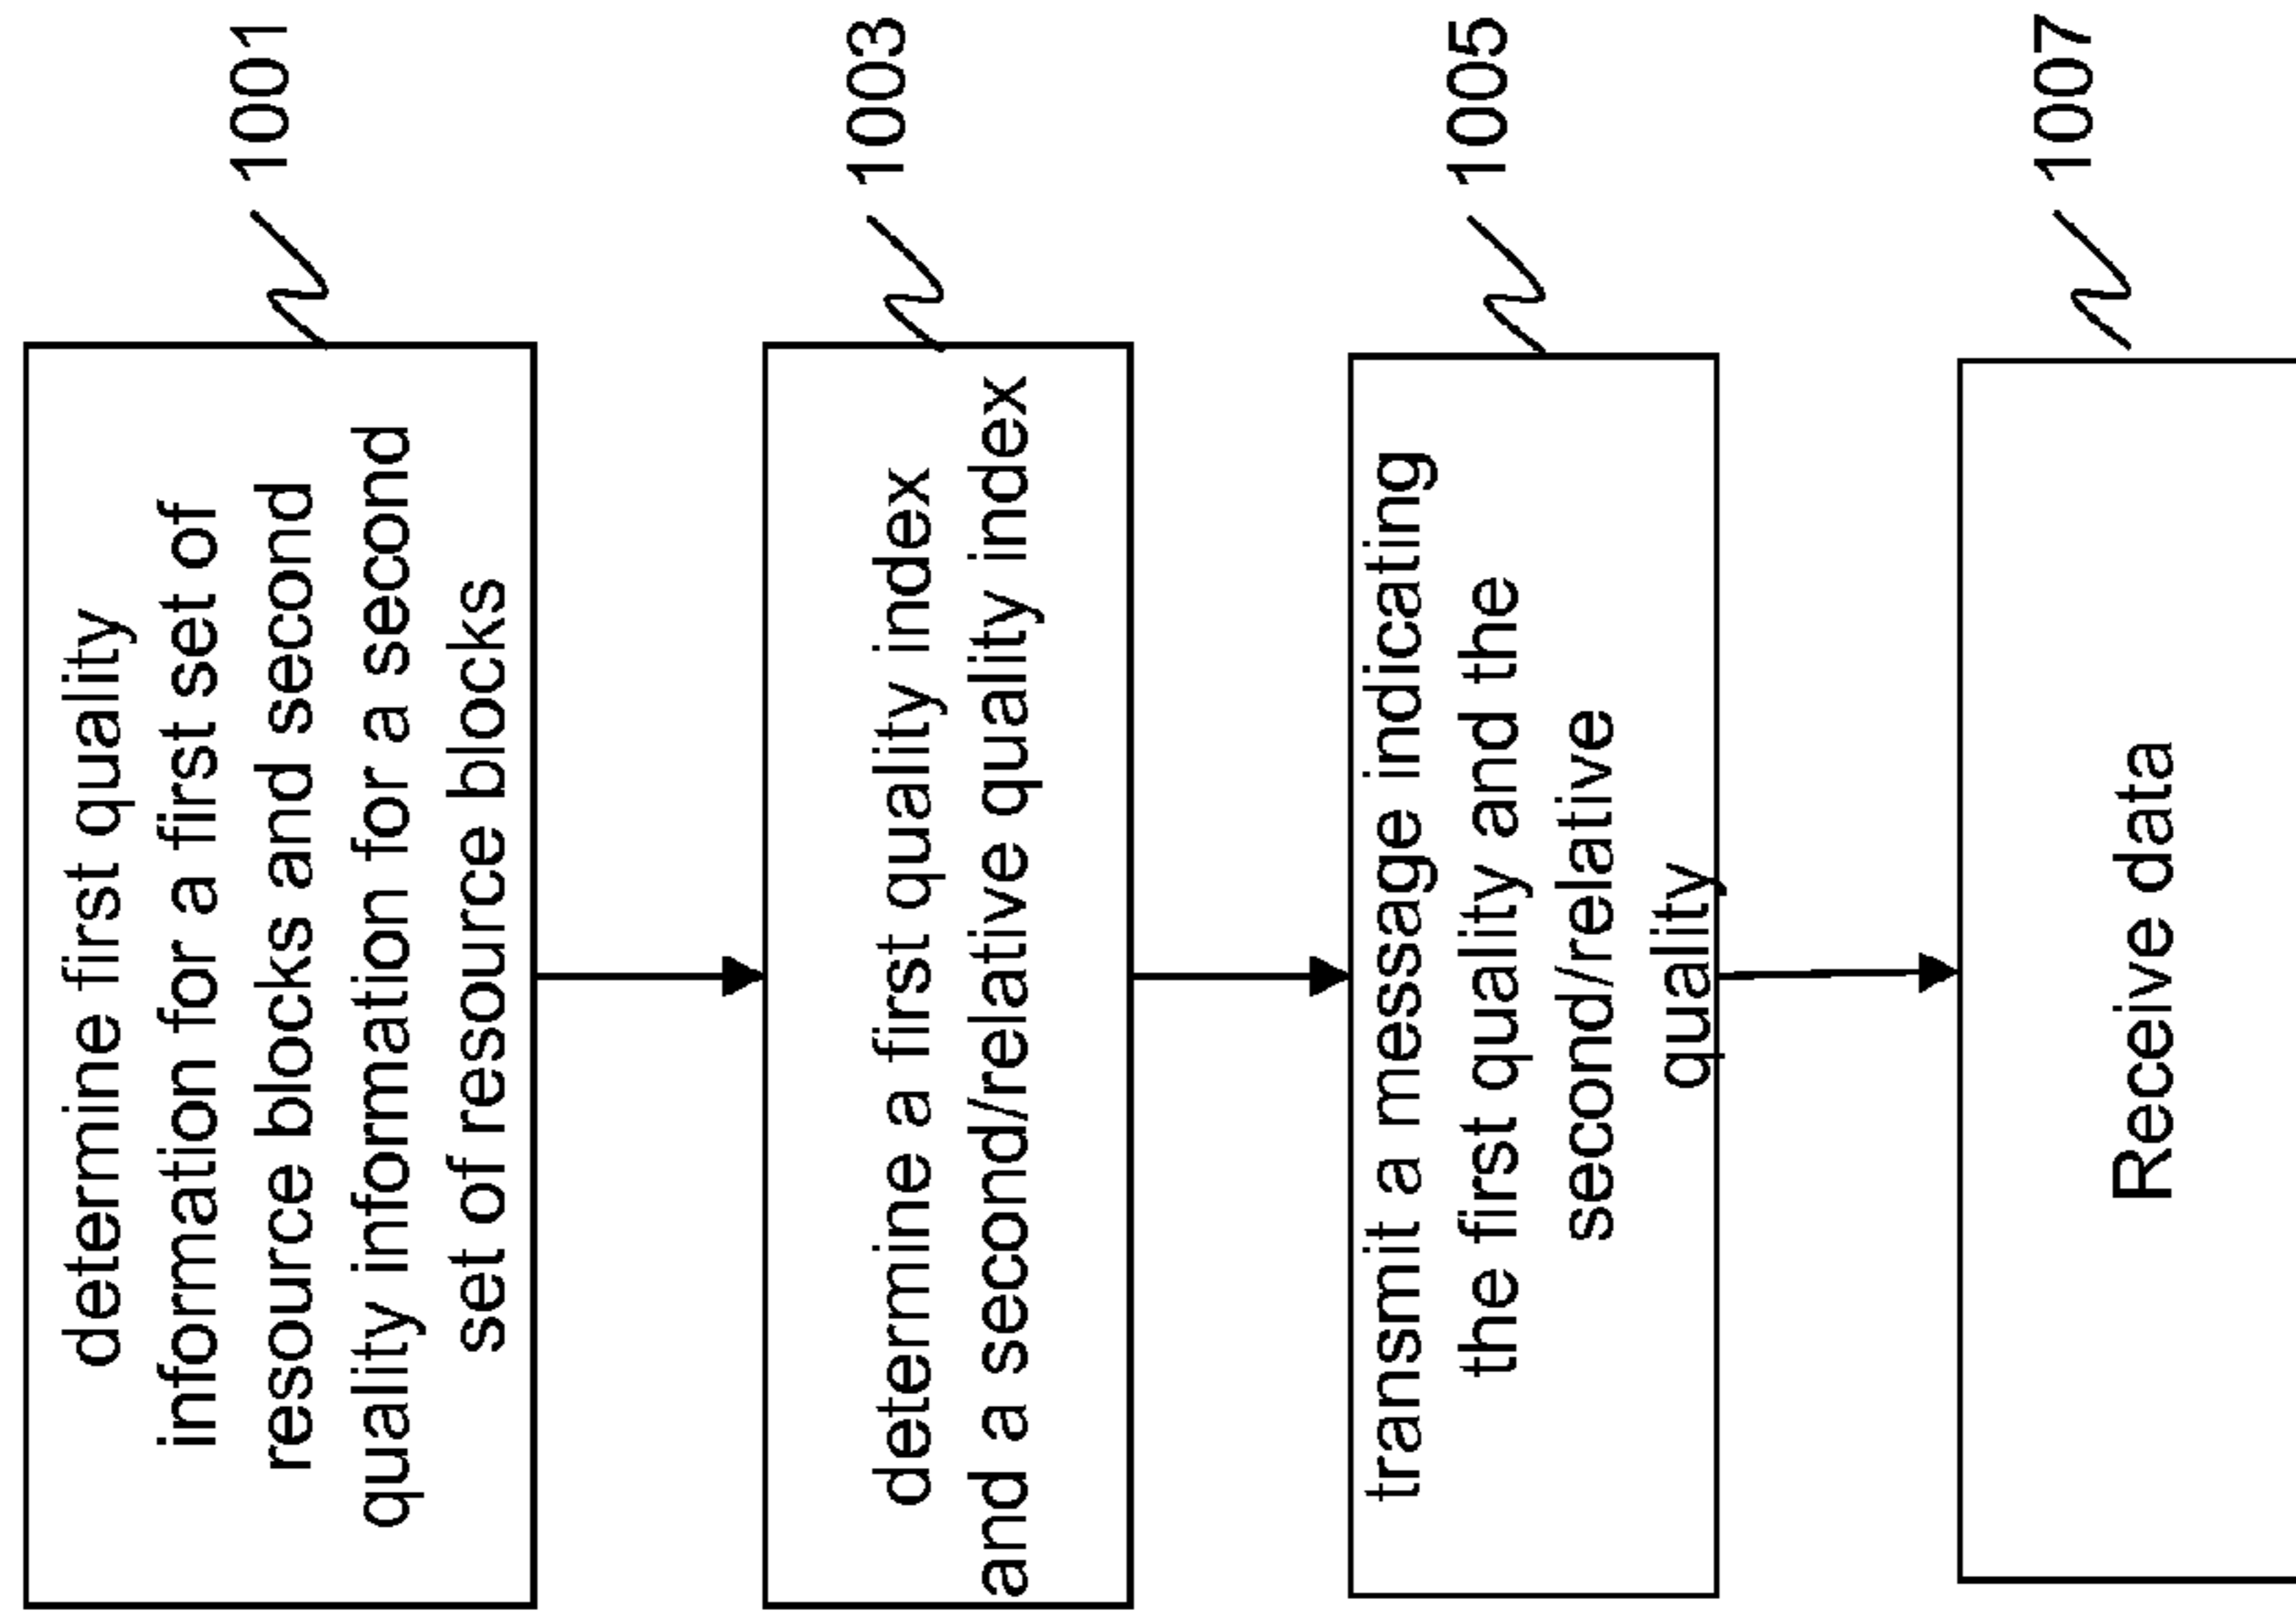 determine first quality
information for a first set of
resource blocks and second
quality information for a second
set of resource blocks
1001
determine a first quality index
and a second/relative quality index
1003
transmit a message indicating
the first quality and the
second/relative
quality
1005
Receive data
1007